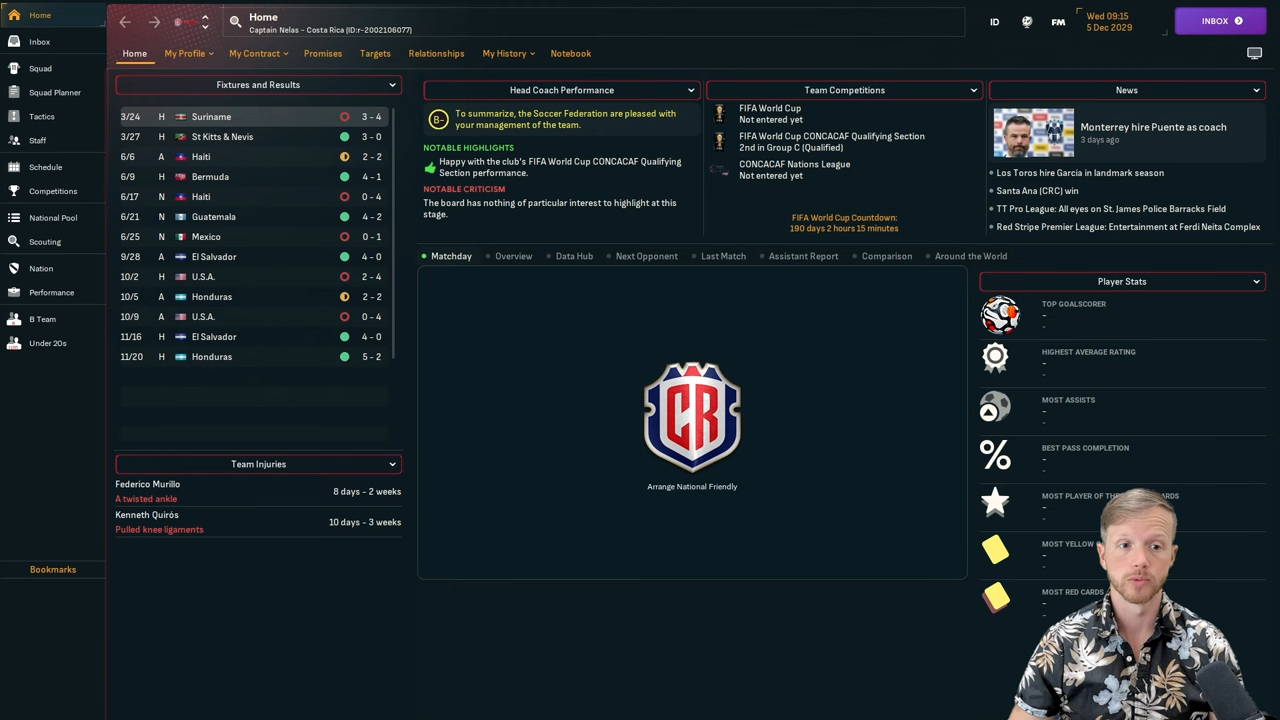 Home
Inbox
Squad
Squad Planner
Tactics
Staff
Schedule
Competitions
National Pool
Scouting
Nation
Performance
B Team
Under 20s
Bookmarks
Home
Captain Nelas - Costa Rica (ID:r-2002106077)
ID
FM
Wed 09:15
5 Dec 2029
INBOX
Home
My Profile
My Contract
Promises
Targets
Relationships
My History
Notebook
Fixtures and Results
3/24 H Suriname 3 - 4
3/27 H St Kitts & Nevis 3 - 0
6/6 A Haiti 2 - 2
6/9 H Bermuda 4 - 1
6/17 N Haiti 0 - 4
6/21 N Guatemala 4 - 2
6/25 N Mexico 0 - 1
9/28 A El Salvador 4 - 0
10/2 H U.S.A. 2 - 4
10/5 A Honduras 2 - 2
10/9 A U.S.A. 0 - 4
11/16 H El Salvador 4 - 0
11/20 H Honduras 5 - 2
Team Injuries
Federico Murillo
A twisted ankle
8 days - 2 weeks
Kenneth Quirós
Pulled knee ligaments
10 days - 3 weeks
Head Coach Performance
B-
To summarize, the Soccer Federation are pleased with
your management of the team.
NOTABLE HIGHLIGHTS
Happy with the club's FIFA World Cup CONCACAF Qualifying
Section performance.
NOTABLE CRITICISM
The board has nothing of particular interest to highlight at this
stage.
Team Competitions
FIFA World Cup
Not entered yet
FIFA World Cup CONCACAF Qualifying Section
2nd in Group C (Qualified)
CONCACAF Nations League
Not entered yet
FIFA World Cup Countdown:
190 days 2 hours 15 minutes
News
Monterrey hire Puente as coach
3 days ago
Los Toros hire García in landmark season
Santa Ana (CRC) win
TT Pro League: All eyes on St. James Police Barracks Field
Red Stripe Premier League: Entertainment at Ferdi Neita Complex
Matchday
Overview
Data Hub
Next Opponent
Last Match
Assistant Report
Comparison
Around the World
CR
Arrange National Friendly
Player Stats
TOP GOALSCORER
-
-
HIGHEST AVERAGE RATING
-
-
MOST ASSISTS
-
-
BEST PASS COMPLETION
-
-
MOST PLAYER OF THE
-
-
MOST YELLOW
-
-
MOST RED CARDS
-
-